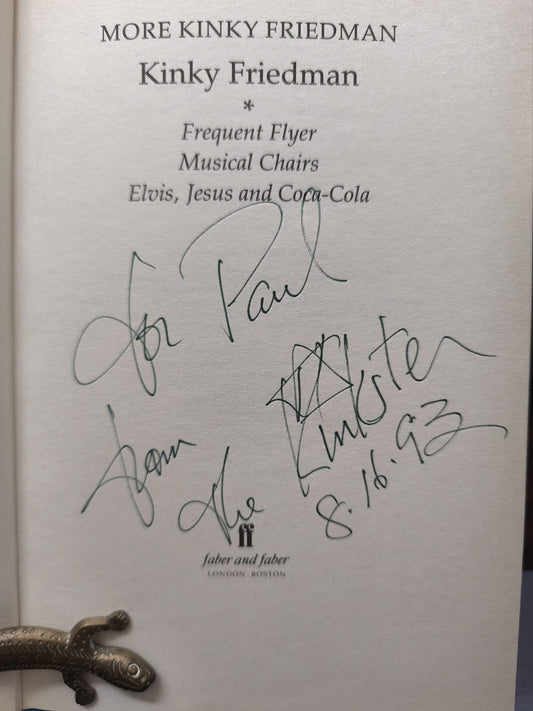 MORE KINKY FRIEDMAN
Kinky Friedman
*
Frequent Flyer
Musical Chairs
Elvis, Jesus and Coca-Cola
for Paul
from the Kinkster
8.16.93
ff
faber and faber
LONDON · BOSTON